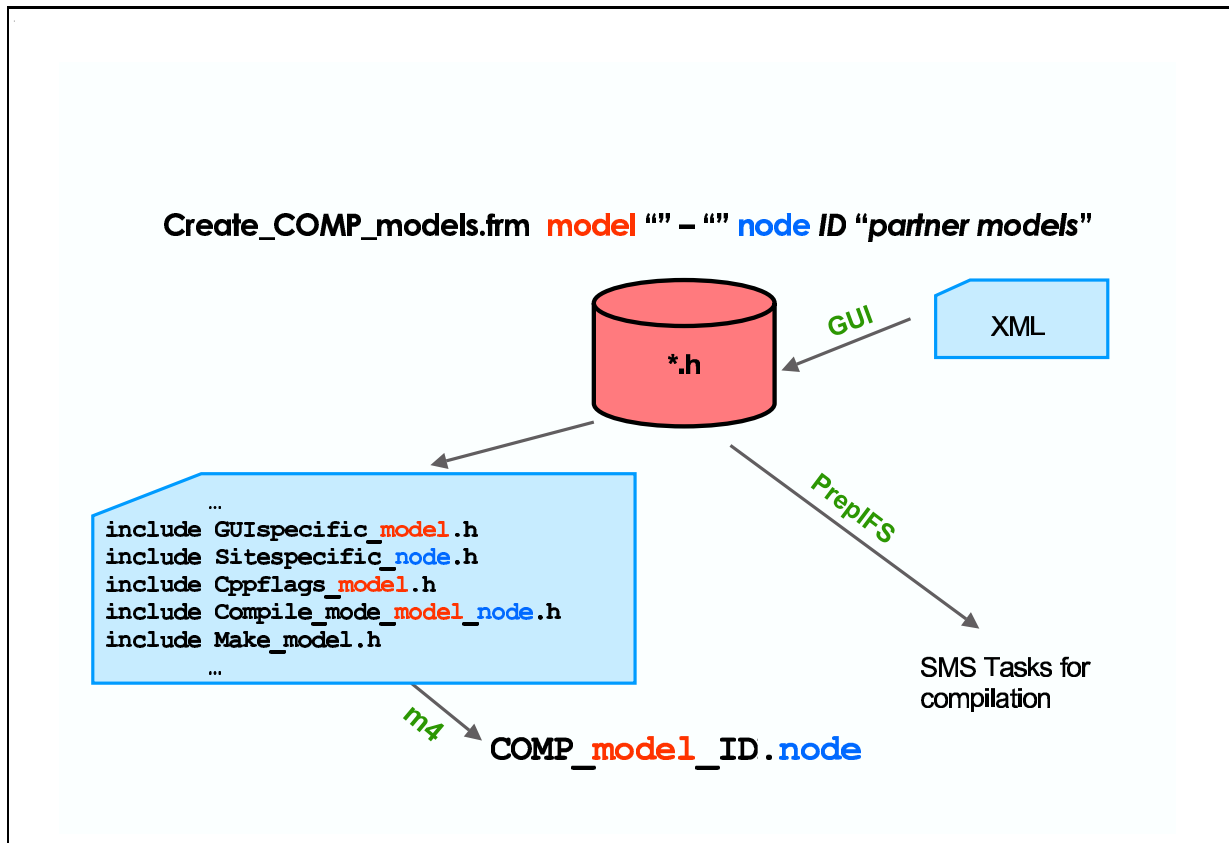 Create_COMP_models.frm model “” – “” node ID “partner models”
GUI
XML
*.h
PrepIFS
...
include GUIspecific_model.h
include Sitespecific_node.h
include Cppflags_model.h
include Compile_mode_model_node.h
include Make_model.h
...
SMS Tasks for
compilation
m4
COMP_model_ID.node